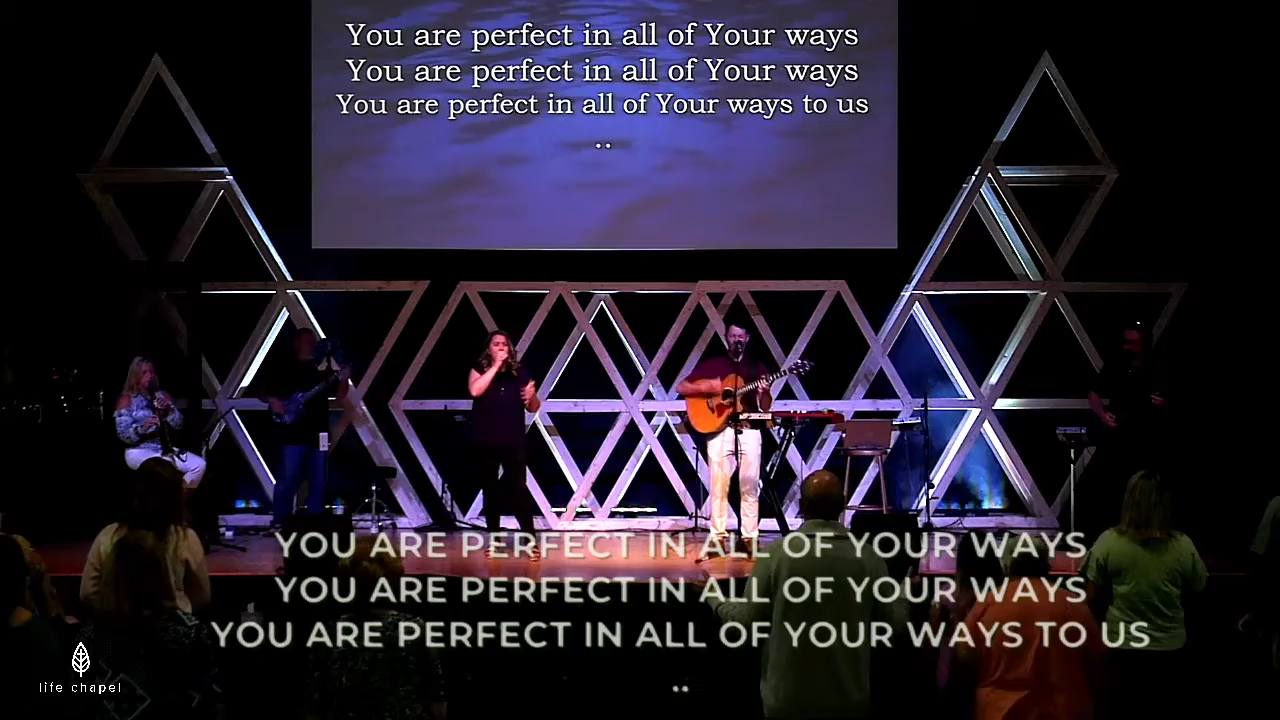 You are perfect in all of Your ways
You are perfect in all of Your ways
You are perfect in all of Your ways to us
..
YOU ARE PERFECT IN ALL OF YOUR WAYS
YOU ARE PERFECT IN ALL OF YOUR WAYS
YOU ARE PERFECT IN ALL OF YOUR WAYS TO US
..
life chapel